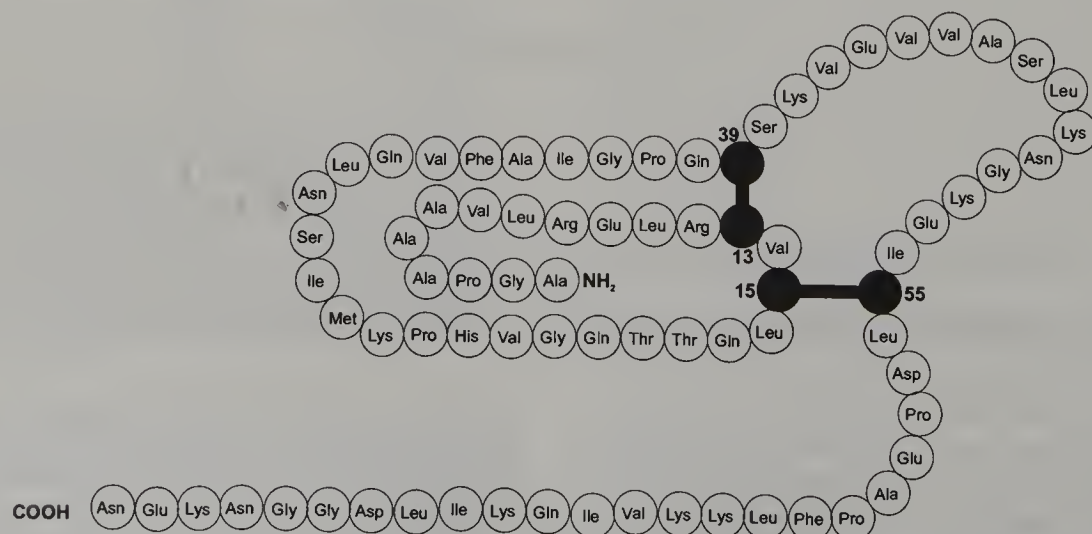 Ser Lys Val Glu Val Val Ala Ser Leu Lys Asn Gly Lys Glu Ile
39
Asn Leu Gln Val Phe Ala Ile Gly Pro Gln
Ala Ala Val Leu Arg Glu Leu Arg
13
Val
Ser
Ile
Ala Pro Gly Ala NH₂
15
55
Met Lys Pro His Val Gly Gln Thr Thr Gln Leu
Leu
Asp
Pro
Glu
Ala
COOH Asn Glu Lys Asn Gly Gly Asp Leu Ile Lys Gln Ile Val Lys Lys Leu Phe Pro